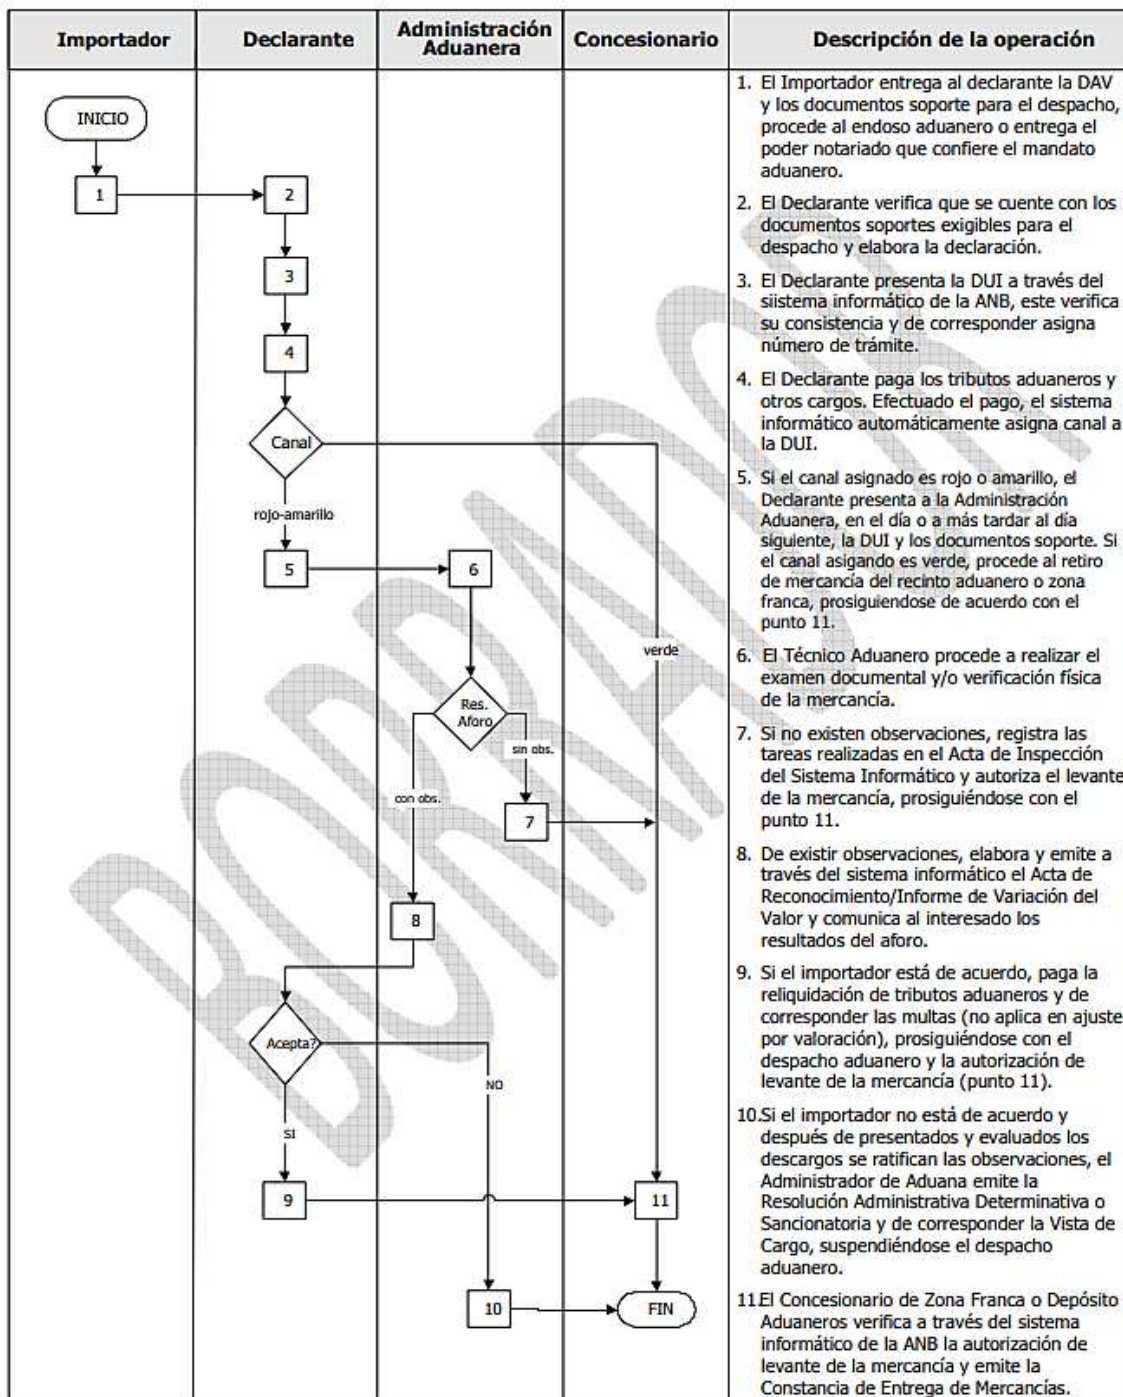 Importador
Declarante
Administración
Aduanera
Concesionario
Descripción de la operación
INICIO
1
2
3
4
Canal
rojo-amarillo
5
6
verde
Res.
Aforo
sin obs.
con obs.
7
8
Acepta?
NO
SI
9
11
10
FIN
1. El Importador entrega al declarante la DAV
y los documentos soporte para el despacho,
procede al endoso aduanero o entrega el
poder notariado que confiere el mandato
aduanero.
2. El Declarante verifica que se cuente con los
documentos soportes exigibles para el
despacho y elabora la declaración.
3. El Declarante presenta la DUI a través del
siistema informático de la ANB, este verifica
su consistencia y de corresponder asigna
número de trámite.
4. El Declarante paga los tributos aduaneros y
otros cargos. Efectuado el pago, el sistema
informático automáticamente asigna canal a
la DUI.
5. Si el canal asignado es rojo o amarillo, el
Declarante presenta a la Administración
Aduanera, en el día o a más tardar al día
siguiente, la DUI y los documentos soporte. Si
el canal asigando es verde, procede al retiro
de mercancía del recinto aduanero o zona
franca, prosiguiendose de acuerdo con el
punto 11.
6. El Técnico Aduanero procede a realizar el
examen documental y/o verificación física
de la mercancía.
7. Si no existen observaciones, registra las
tareas realizadas en el Acta de Inspección
del Sistema Informático y autoriza el levante
de la mercancía, prosiguiéndose con el
punto 11.
8. De existir observaciones, elabora y emite a
través del sistema informático el Acta de
Reconocimiento/Informe de Variación del
Valor y comunica al interesado los
resultados del aforo.
9. Si el importador está de acuerdo, paga la
reliquidación de tributos aduaneros y de
corresponder las multas (no aplica en ajuste
por valoración), prosiguiéndose con el
despacho aduanero y la autorización de
levante de la mercancía (punto 11).
10.Si el importador no está de acuerdo y
después de presentados y evaluados los
descargos se ratifican las observaciones, el
Administrador de Aduana emite la
Resolución Administrativa Determinativa o
Sancionatoria y de corresponder la Vista de
Cargo, suspendiéndose el despacho
aduanero.
11.El Concesionario de Zona Franca o Depósito
Aduaneros verifica a través del sistema
informático de la ANB la autorización de
levante de la mercancía y emite la
Constancia de Entrega de Mercancías.
BORRADOR